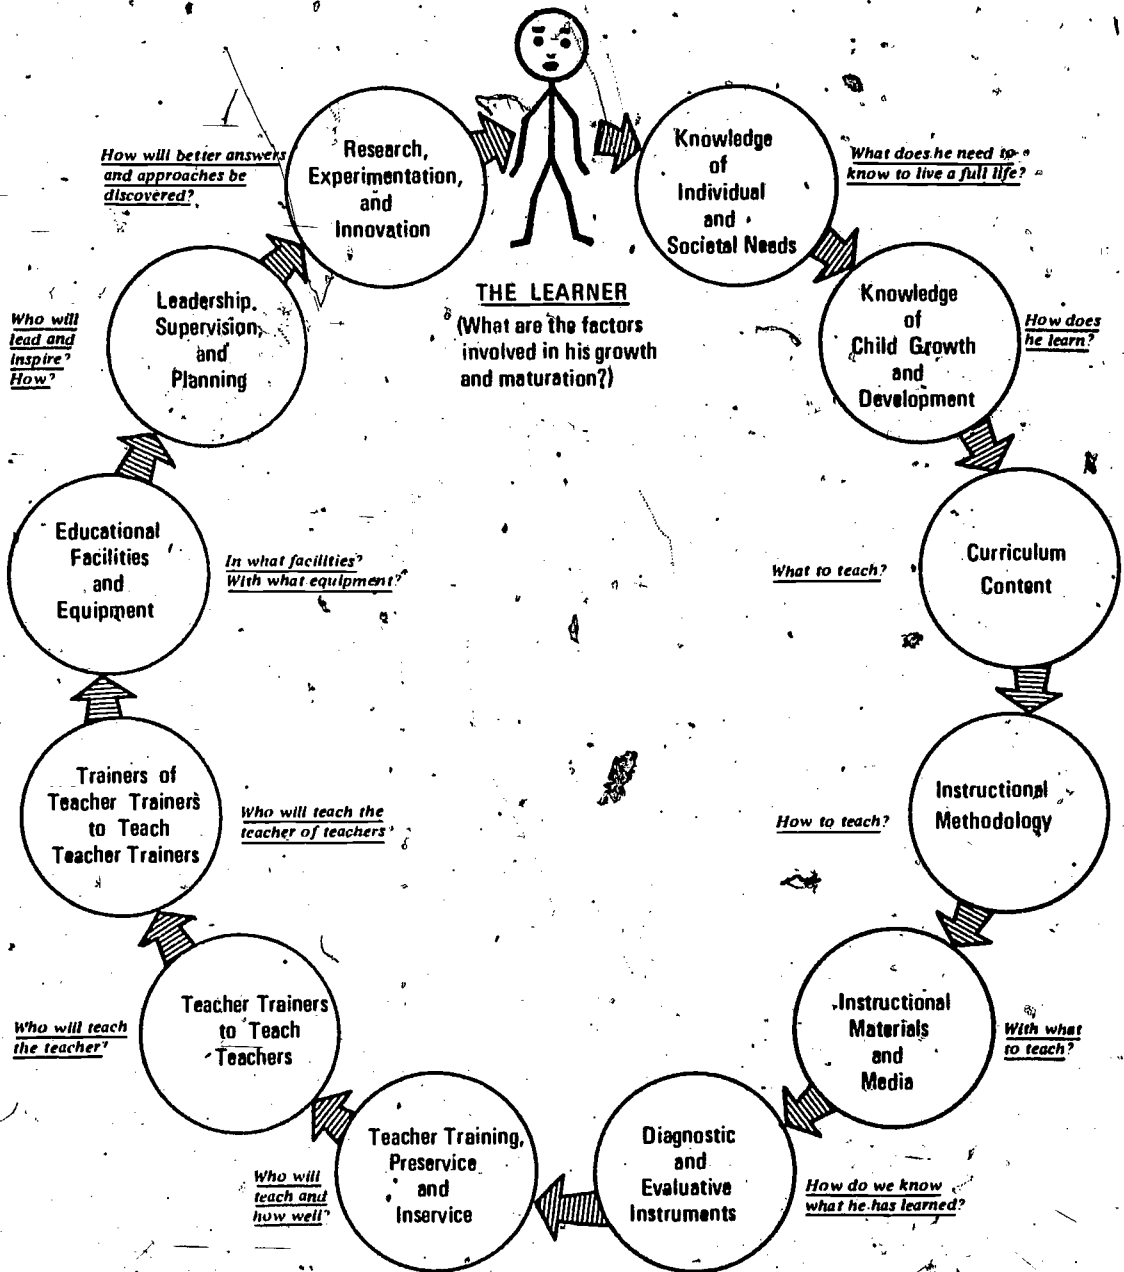 THE LEARNER
(What are the factors
involved in his growth
and maturation?)
Knowledge
of
Individual
and
Societal Needs
What does he need to
know to live a full life?
Knowledge
of
Child Growth
and
Development
How does
he learn?
Curriculum
Content
What to teach?
Instructional
Methodology
How to teach?
Instructional
Materials
and
Media
With what
to teach?
Diagnostic
and
Evaluative
Instruments
How do we know
what he has learned?
Teacher Training,
Preservice
and
Inservice
Who will
teach and
how well?
Teacher Trainers
to Teach
Teachers
Who will teach
the teacher?
Trainers of
Teacher Trainers
to Teach
Teacher Trainers
Who will teach the
teacher of teachers?
Educational
Facilities
and
Equipment
In what facilities?
With what equipment?
Leadership,
Supervision,
and
Planning
Who will
lead and
inspire?
How?
Research,
Experimentation,
and
Innovation
How will better answers
and approaches be
discovered?